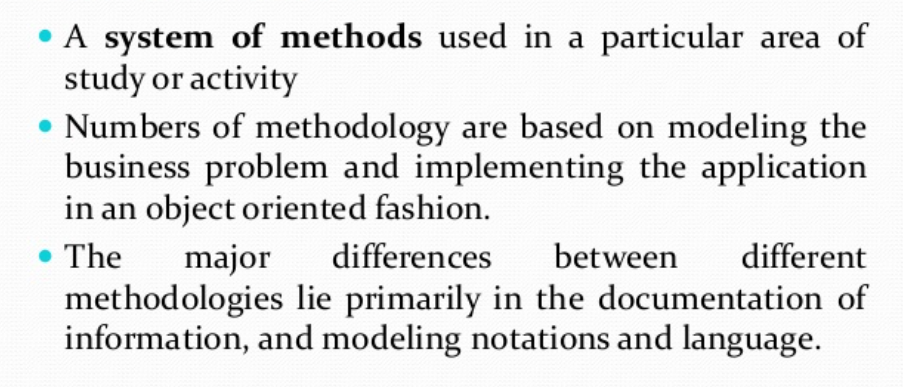 • A system of methods used in a particular area of
study or activity
• Numbers of methodology are based on modeling the
business problem and implementing the application
in an object oriented fashion.
• The major differences between different
methodologies lie primarily in the documentation of
information, and modeling notations and language.